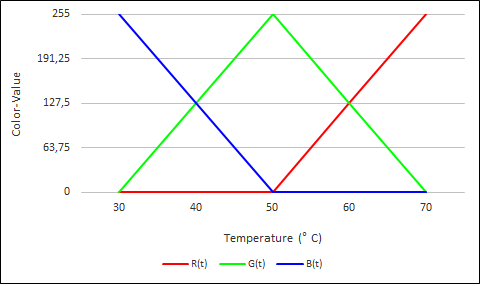 255
191,25
127,5
63,75
0
Color-Value
30 40 50 60 70
Temperature (° C)
R(t) G(t) B(t)